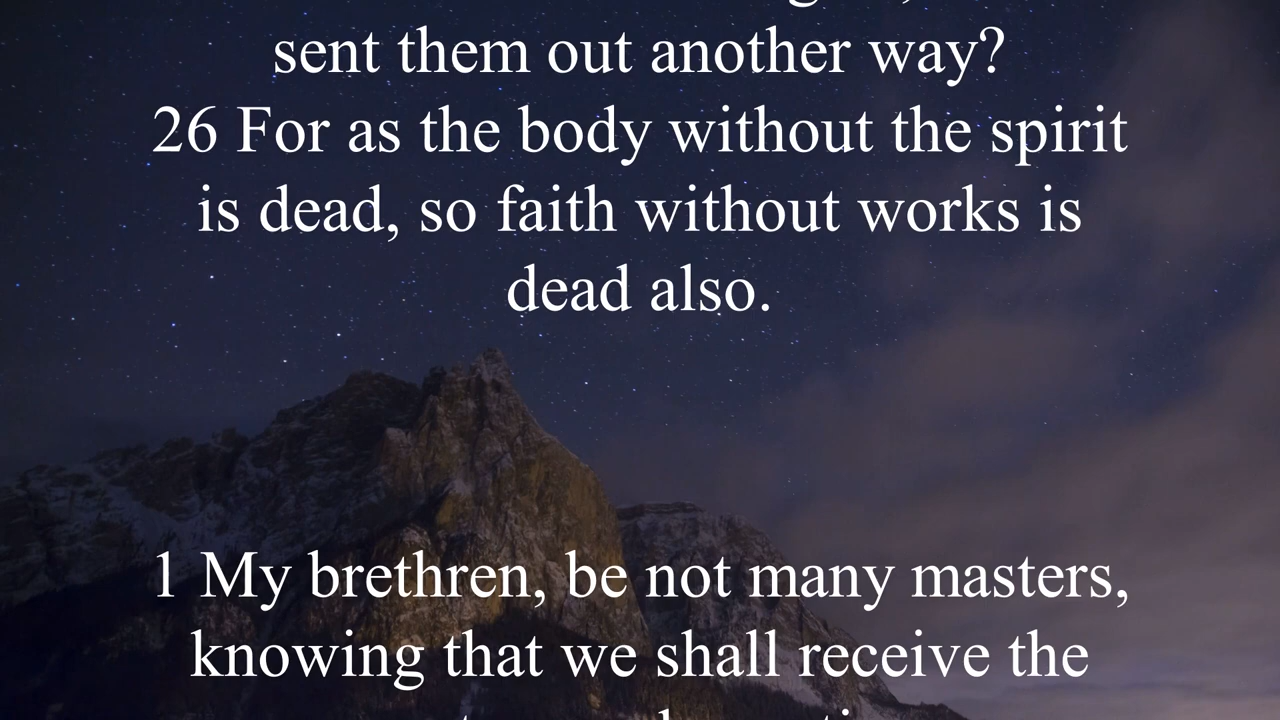 sent them out another way?
26 For as the body without the spirit
is dead, so faith without works is
dead also.
1 My brethren, be not many masters,
knowing that we shall receive the